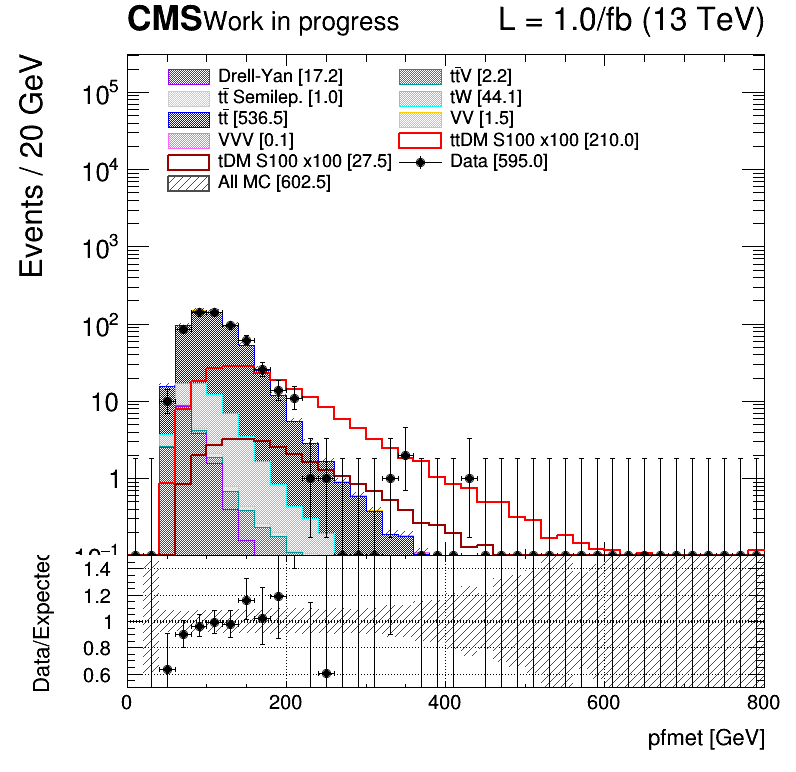 CMS Work in progress L = 1.0/fb (13 TeV)
Events / 20 GeV
Drell-Yan [17.2] tt̄V [2.2]
tt̄ Semilep. [1.0] tW [44.1]
tt̄ [536.5] VV [1.5]
VVV [0.1] ttDM S100 x100 [210.0]
tDM S100 x100 [27.5] Data [595.0]
All MC [602.5]
10⁵
10⁴
10³
10²
10
1
10⁻¹
Data/Expected
1.4
1.2
1
0.8
0.6
0 200 400 600 800
pfmet [GeV]